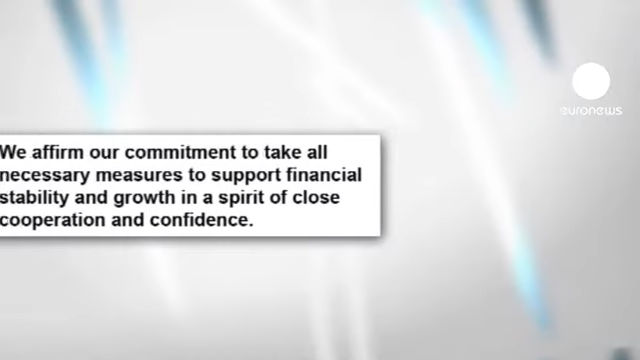 euronews
We affirm our commitment to take all
necessary measures to support financial
stability and growth in a spirit of close
cooperation and confidence.